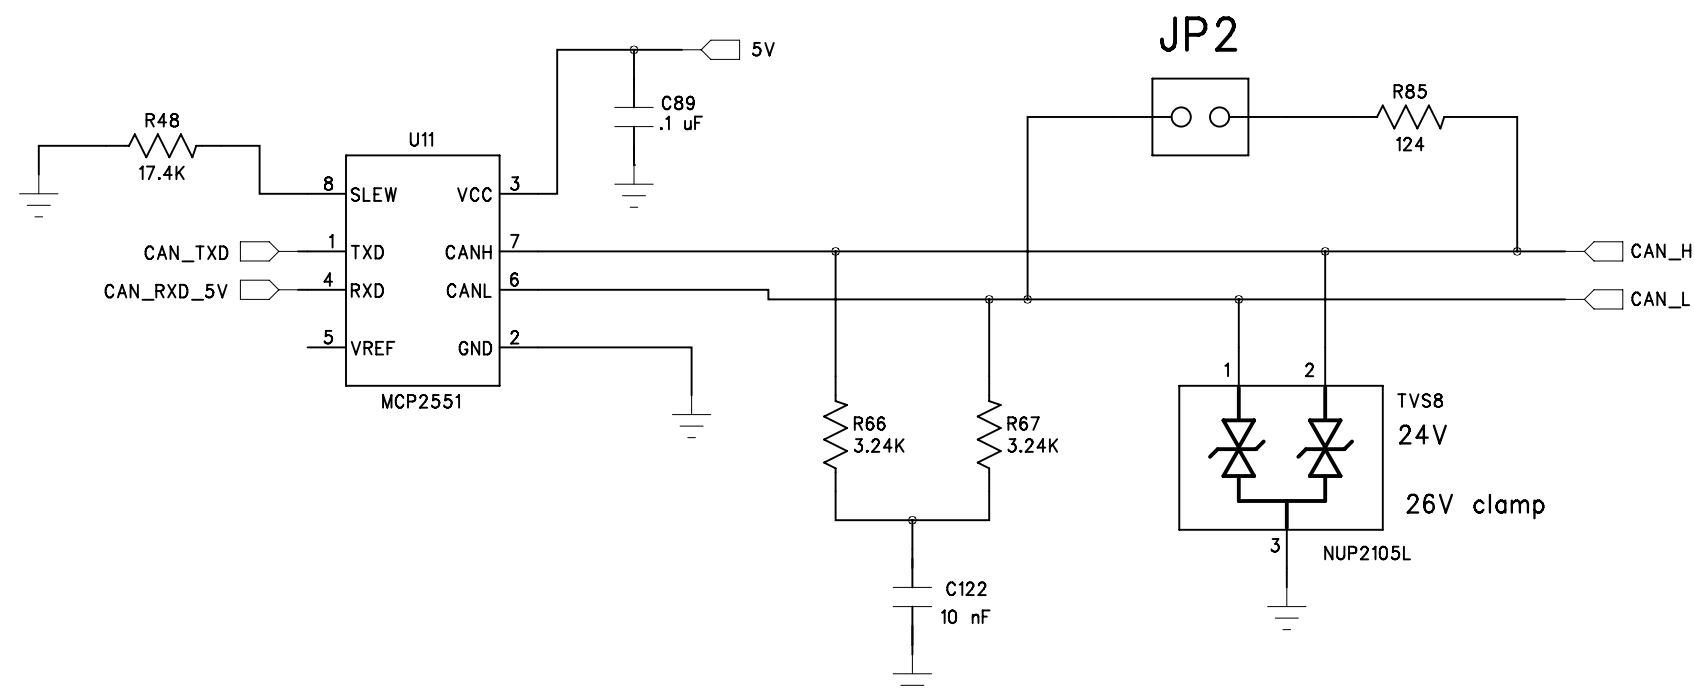 JP2
5V
C89
.1 uF
R85
124
R48
17.4K
U11
8
SLEW
VCC
3
1
TXD
CANH
7
CAN_TXD
CAN_H
4
RXD
CANL
6
CAN_RXD_5V
CAN_L
5
VREF
GND
2
MCP2551
1
2
TVS8
24V
R66
3.24K
R67
3.24K
26V clamp
3
NUP2105L
C122
10 nF